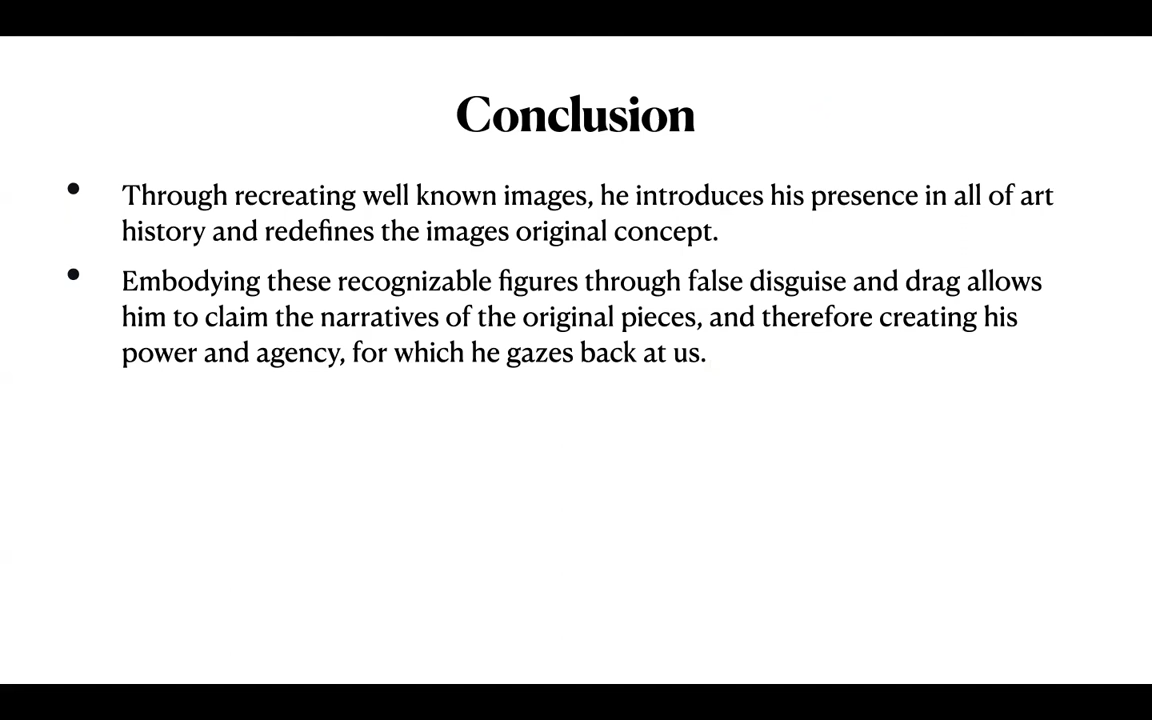 Conclusion
• Through recreating well known images, he introduces his presence in all of art
history and redefines the images original concept.
• Embodying these recognizable figures through false disguise and drag allows
him to claim the narratives of the original pieces, and therefore creating his
power and agency, for which he gazes back at us.